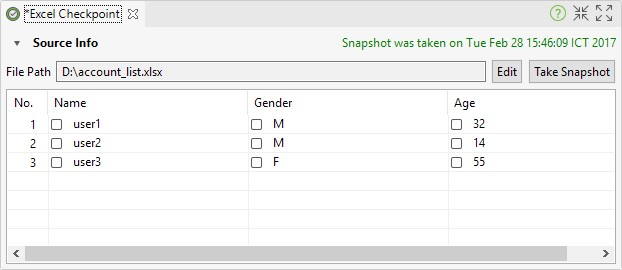 *Excel Checkpoint
Source Info Snapshot was taken on Tue Feb 28 15:46:09 ICT 2017
File Path D:\account_list.xlsx Edit Take Snapshot
No. Name Gender Age
1 user1 M 32
2 user2 M 14
3 user3 F 55